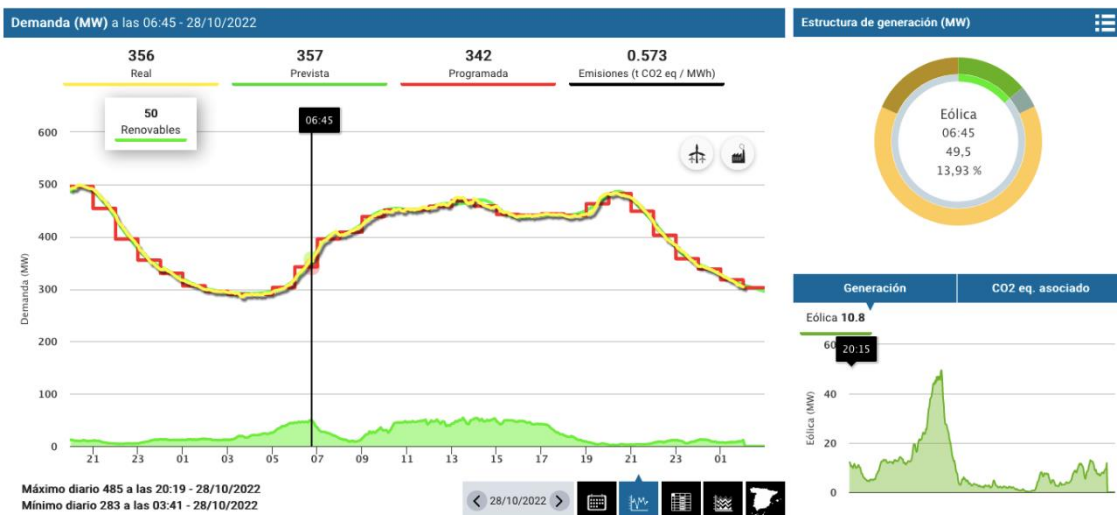 Demanda (MW) a las 06:45 - 28/10/2022
356
Real
357
Prevista
342
Programada
0.573
Emisiones (t CO2 eq / MWh)
50
Renovables
06:45
600
500
400
300
200
100
0
Demanda (MW)
21 23 01 03 05 07 09 11 13 15 17 19 21 23 01
Máximo diario 485 a las 20:19 - 28/10/2022
Mínimo diario 283 a las 03:41 - 28/10/2022
28/10/2022
Estructura de generación (MW)
Eólica
06:45
49,5
13,93 %
Generación
CO2 eq. asociado
Eólica 10.8
60
20:15
40
20
0
Eólica (MW)